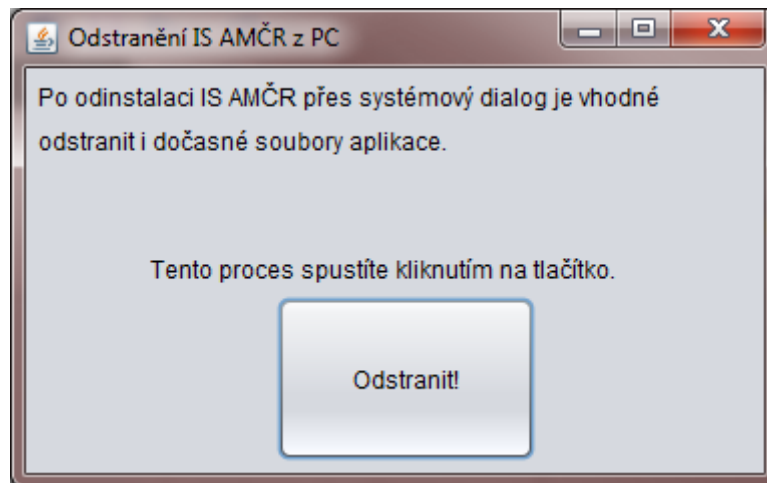 Odstranění IS AMČR z PC
Po odinstalaci IS AMČR přes systémový dialog je vhodné
odstranit i dočasné soubory aplikace.
Tento proces spustíte kliknutím na tlačítko.
Odstranit!